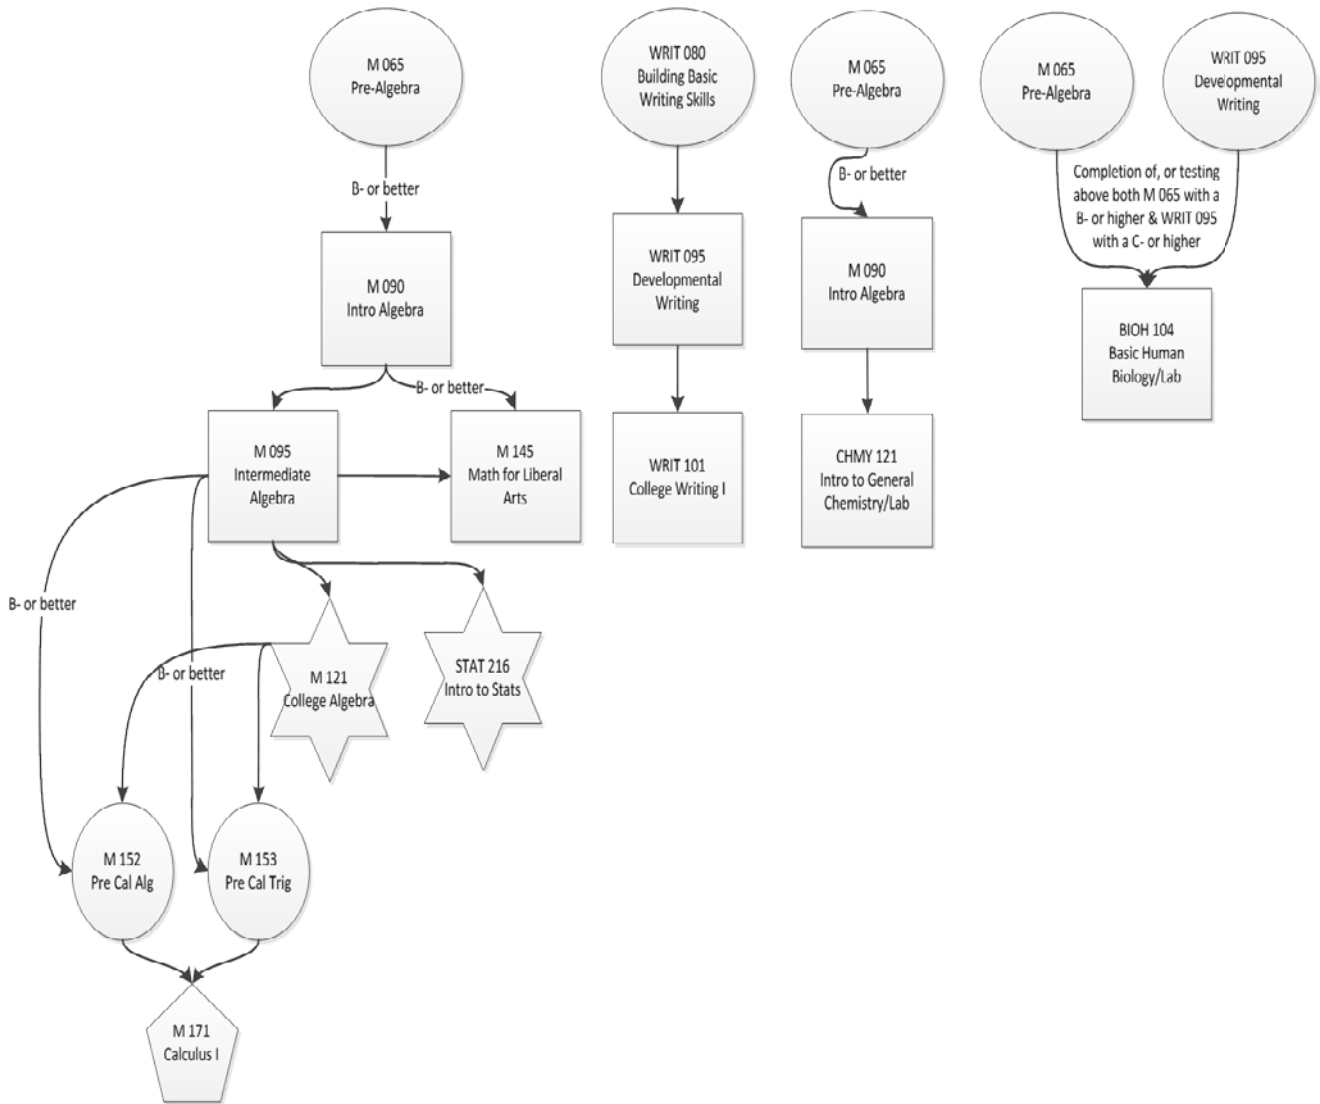 M 065
Pre-Algebra
B- or better
M 090
Intro Algebra
B- or better
M 095
Intermediate
Algebra
M 145
Math for Liberal
Arts
B- or better
B- or better
M 121
College Algebra
STAT 216
Intro to Stats
M 152
Pre Cal Alg
M 153
Pre Cal Trig
M 171
Calculus I
WRIT 080
Building Basic
Writing Skills
WRIT 095
Developmental
Writing
WRIT 101
College Writing I
M 065
Pre-Algebra
B- or better
M 090
Intro Algebra
CHMY 121
Intro to General
Chemistry/Lab
M 065
Pre-Algebra
WRIT 095
Developmental
Writing
Completion of, or testing
above both M 065 with a
B- or higher & WRIT 095
with a C- or higher
BIOH 104
Basic Human
Biology/Lab